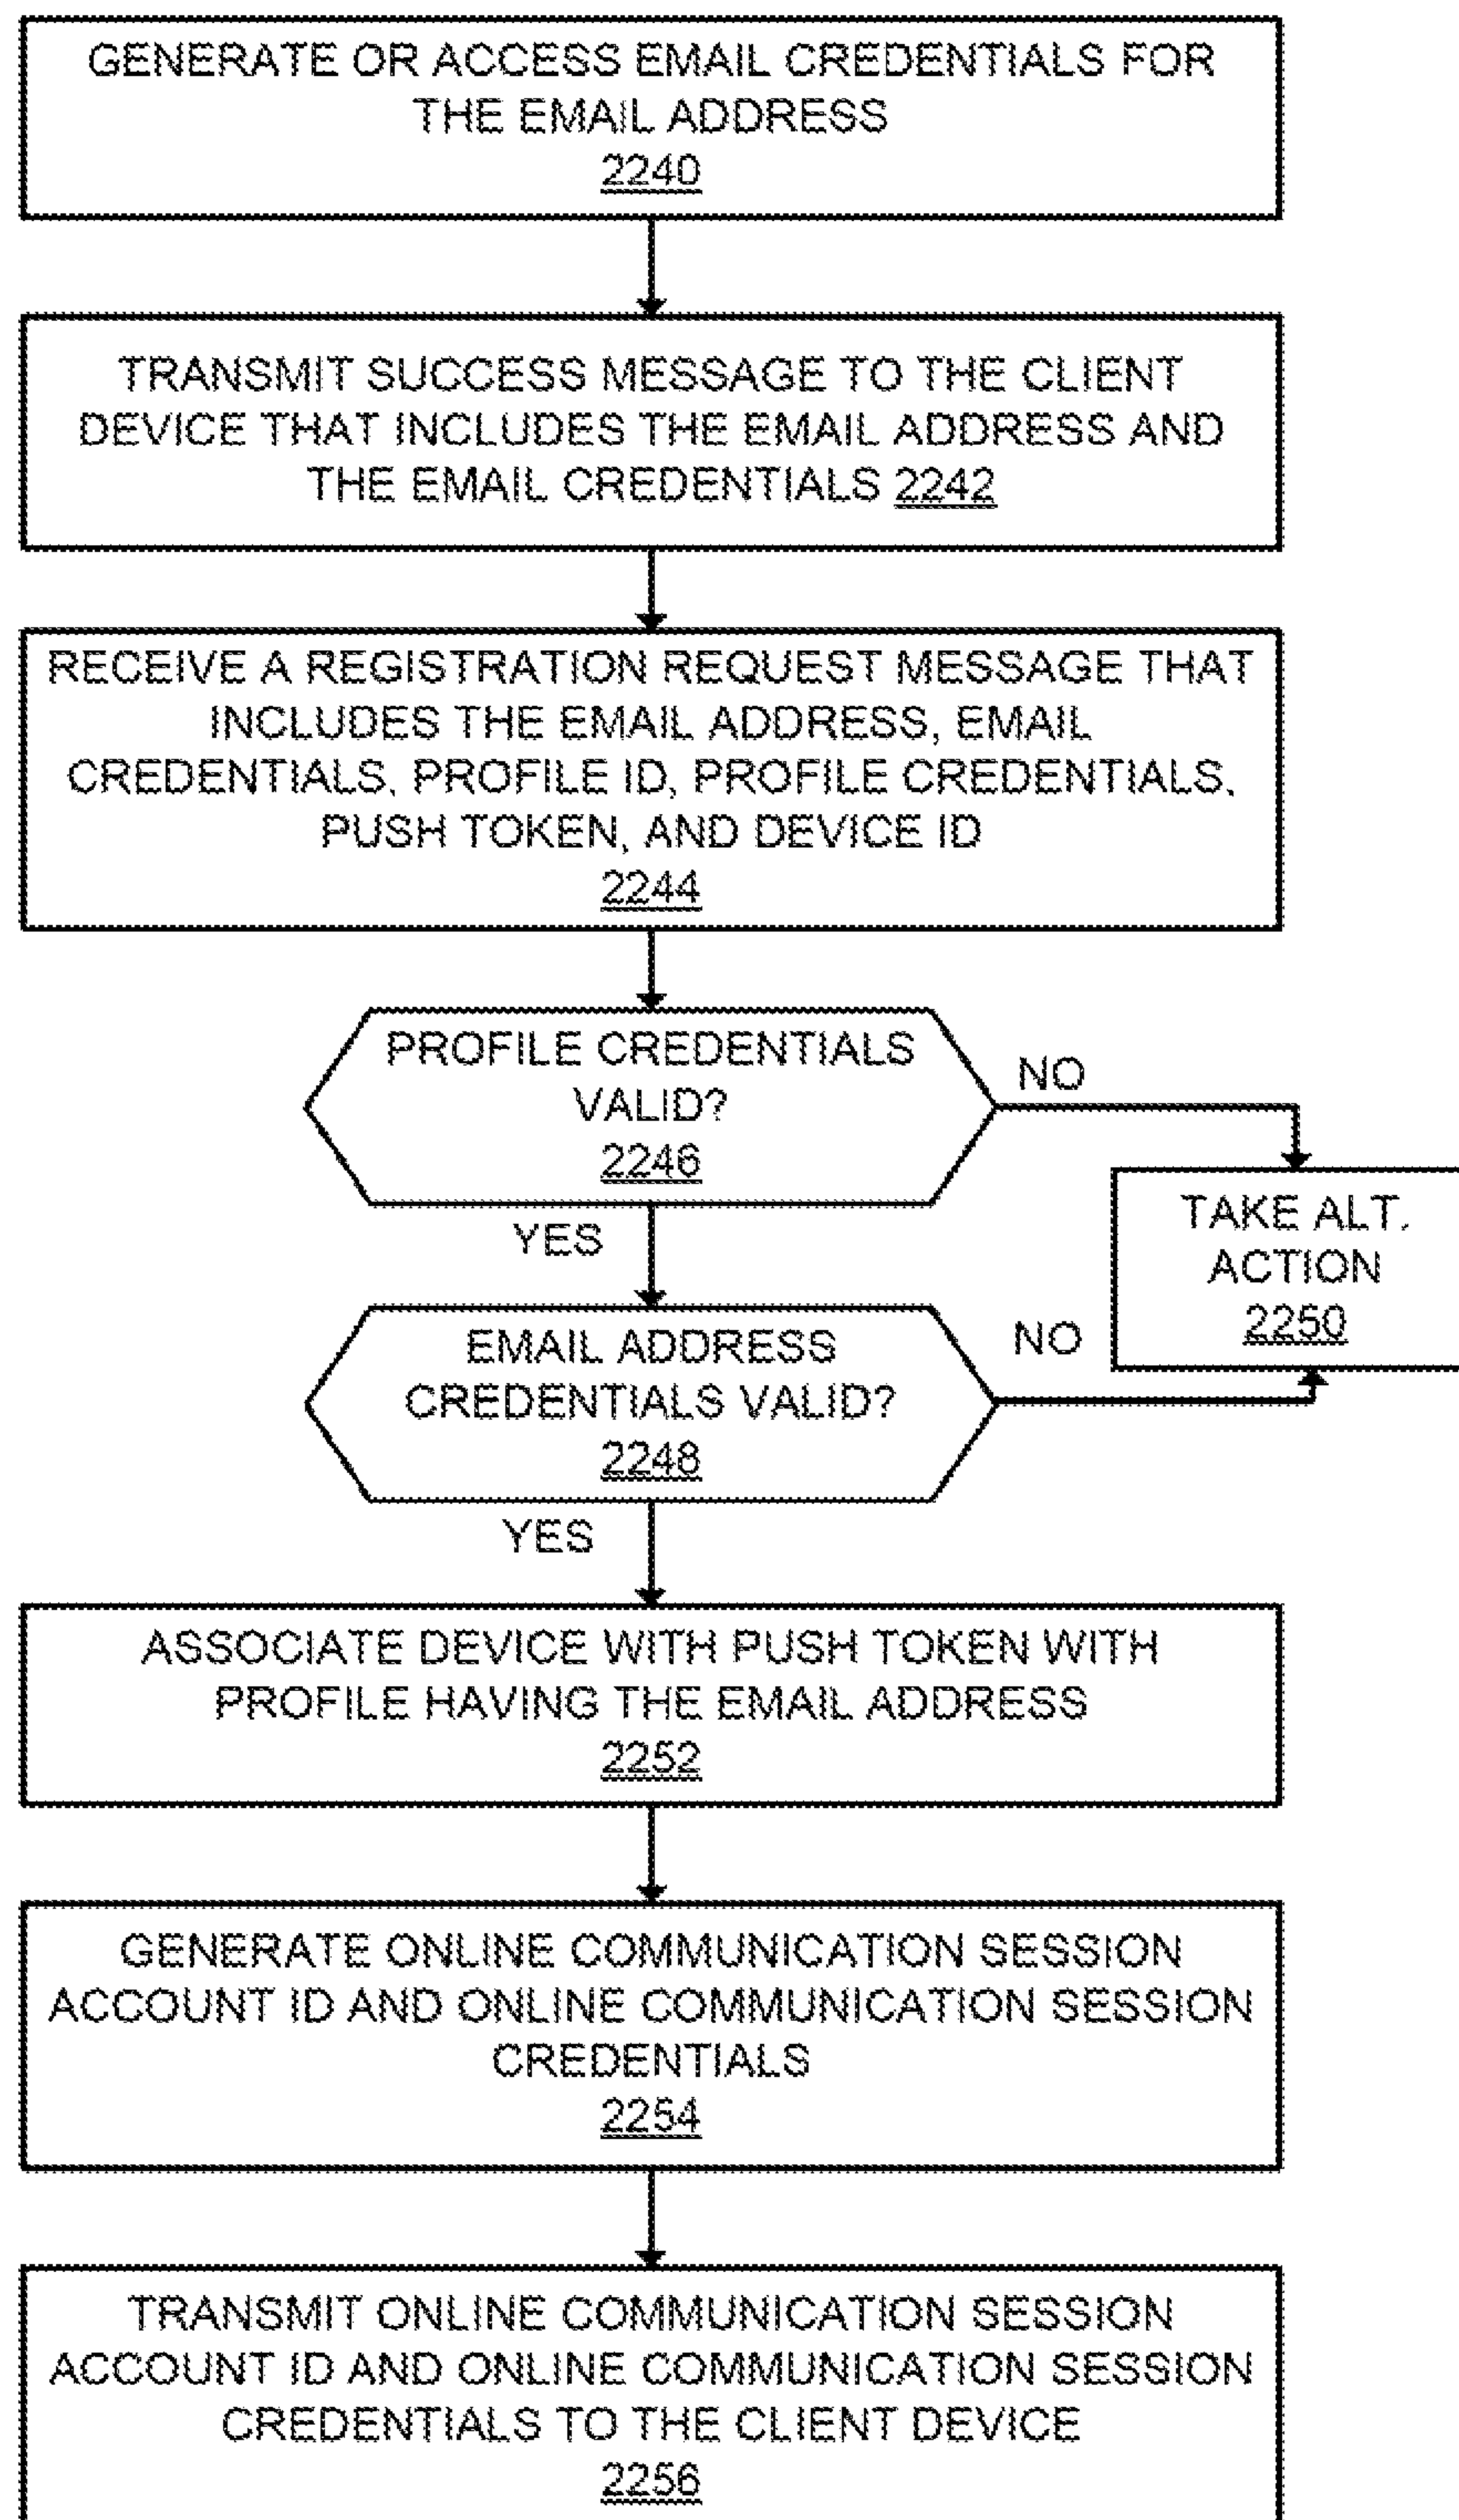 GENERATE OR ACCESS EMAIL CREDENTIALS FOR
THE EMAIL ADDRESS
2240
TRANSMIT SUCCESS MESSAGE TO THE CLIENT
DEVICE THAT INCLUDES THE EMAIL ADDRESS AND
THE EMAIL CREDENTIALS 2242
RECEIVE A REGISTRATION REQUEST MESSAGE THAT
INCLUDES THE EMAIL ADDRESS, EMAIL
CREDENTIALS, PROFILE ID, PROFILE CREDENTIALS,
PUSH TOKEN, AND DEVICE ID
2244
PROFILE CREDENTIALS
VALID?
2246
NO
YES
TAKE ALT.
ACTION
2250
EMAIL ADDRESS
CREDENTIALS VALID?
2248
NO
YES
ASSOCIATE DEVICE WITH PUSH TOKEN WITH
PROFILE HAVING THE EMAIL ADDRESS
2252
GENERATE ONLINE COMMUNICATION SESSION
ACCOUNT ID AND ONLINE COMMUNICATION SESSION
CREDENTIALS
2254
TRANSMIT ONLINE COMMUNICATION SESSION
ACCOUNT ID AND ONLINE COMMUNICATION SESSION
CREDENTIALS TO THE CLIENT DEVICE
2256